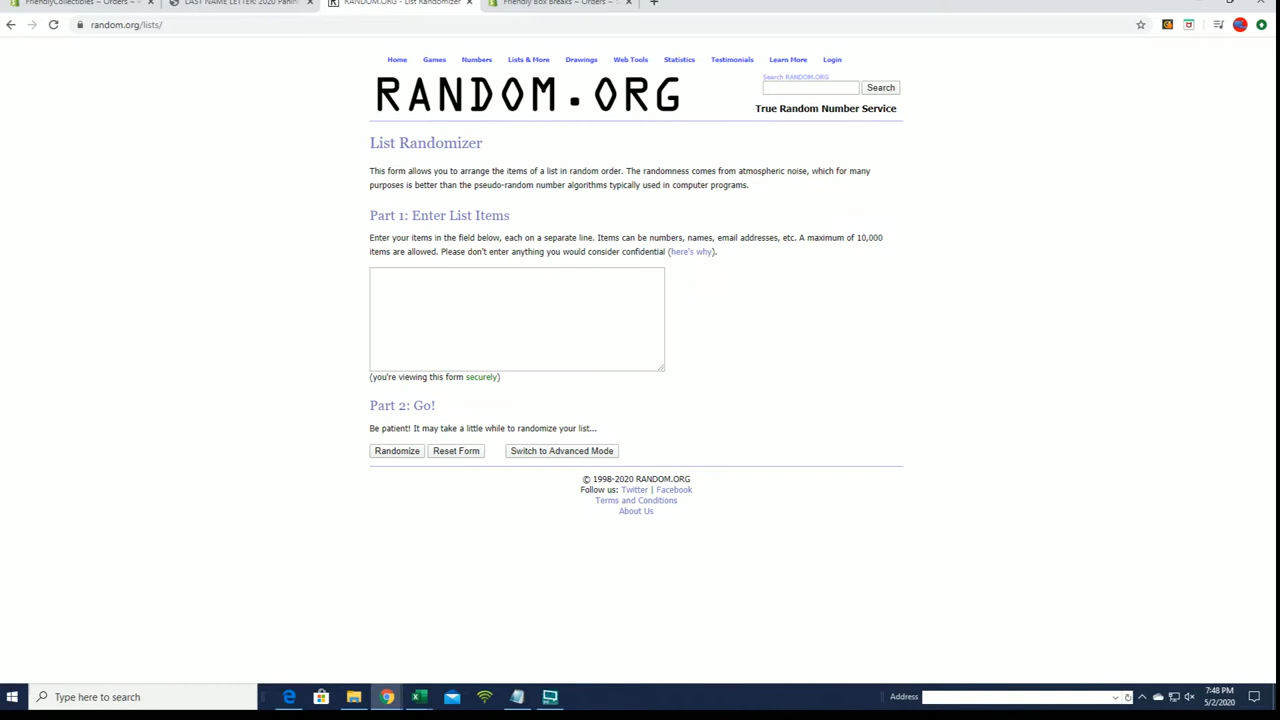 FriendlyCollectibles ~ Orders ~
LAST NAME LETTER: 2020 Panini
RANDOM.ORG - List Randomizer
Friendly Box Breaks ~ Orders ~ S
random.org/lists/
Home Games Numbers Lists & More Drawings Web Tools Statistics Testimonials Learn More Login
RANDOM.ORG
Search RANDOM.ORG
Search
True Random Number Service
List Randomizer
This form allows you to arrange the items of a list in random order. The randomness comes from atmospheric noise, which for many
purposes is better than the pseudo-random number algorithms typically used in computer programs.
Part 1: Enter List Items
Enter your items in the field below, each on a separate line. Items can be numbers, names, email addresses, etc. A maximum of 10,000
items are allowed. Please don't enter anything you would consider confidential (here's why).
(you're viewing this form securely)
Part 2: Go!
Be patient! It may take a little while to randomize your list...
Randomize Reset Form Switch to Advanced Mode
© 1998-2020 RANDOM.ORG
Follow us: Twitter | Facebook
Terms and Conditions
About Us
Type here to search
Address
7:48 PM
5/2/2020